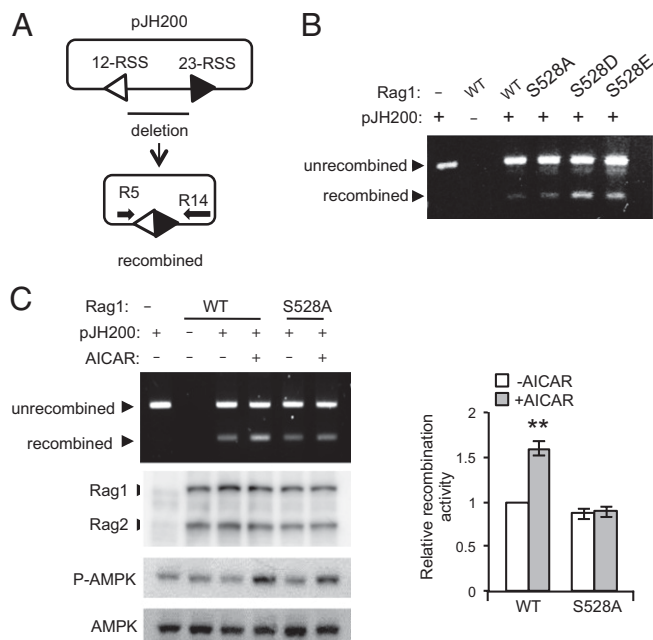 A
pJH200
12-RSS 23-RSS
deletion
R5 R14
recombined
B
Rag1: – WT WT S528A S528D S528E
pJH200: + – + + + +
unrecombined
recombined
C
Rag1: – WT S528A
pJH200: + – + + + +
AICAR: – – – + – +
unrecombined
recombined
Rag1
Rag2
P-AMPK
AMPK
-AICAR
+AICAR
Relative recombination
activity
2
1.5
1
0.5
0
**
WT S528A